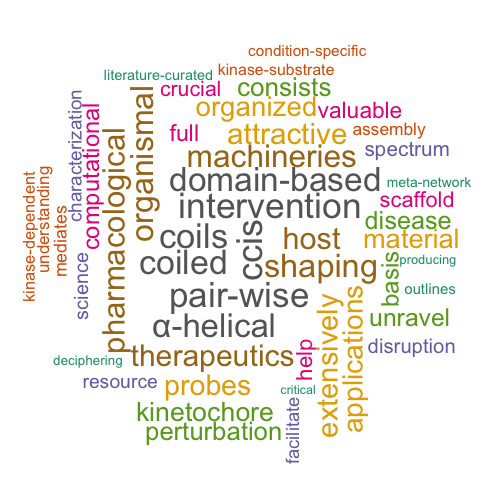 condition-specific
literature-curated
kinase-substrate
crucial
consists
organized
valuable
full
attractive
assembly
characterization
computational
organismal
pharmacological
machineries
spectrum
domain-based
meta-network
kinase-dependent
understanding
mediates
intervention
scaffold
disease
coils
ccis
host
material
coiled
shaping
basis
producing
science
pair-wise
outlines
α-helical
extensively
applications
unravel
therapeutics
help
disruption
deciphering
resource
probes
critical
kinetochore
facilitate
perturbation